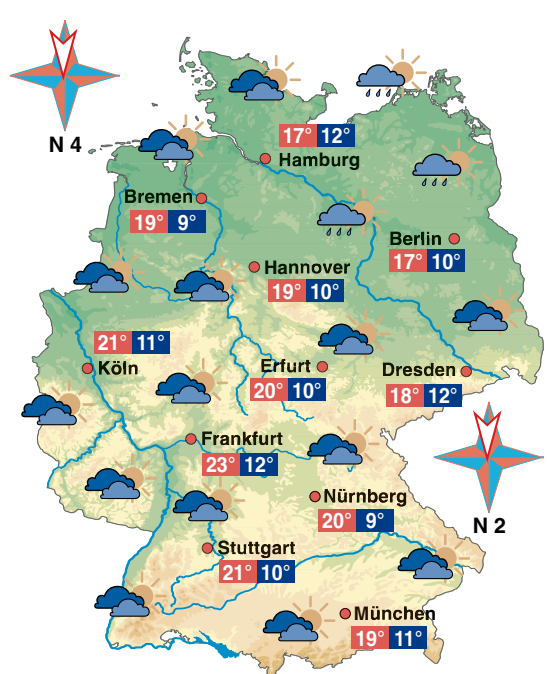 N 4
17° 12°
Hamburg
Bremen
19° 9°
Berlin
17° 10°
Hannover
19° 10°
21° 11°
Köln
Erfurt
20° 10°
Dresden
18° 12°
Frankfurt
23° 12°
Nürnberg
20° 9°
N 2
Stuttgart
21° 10°
München
19° 11°